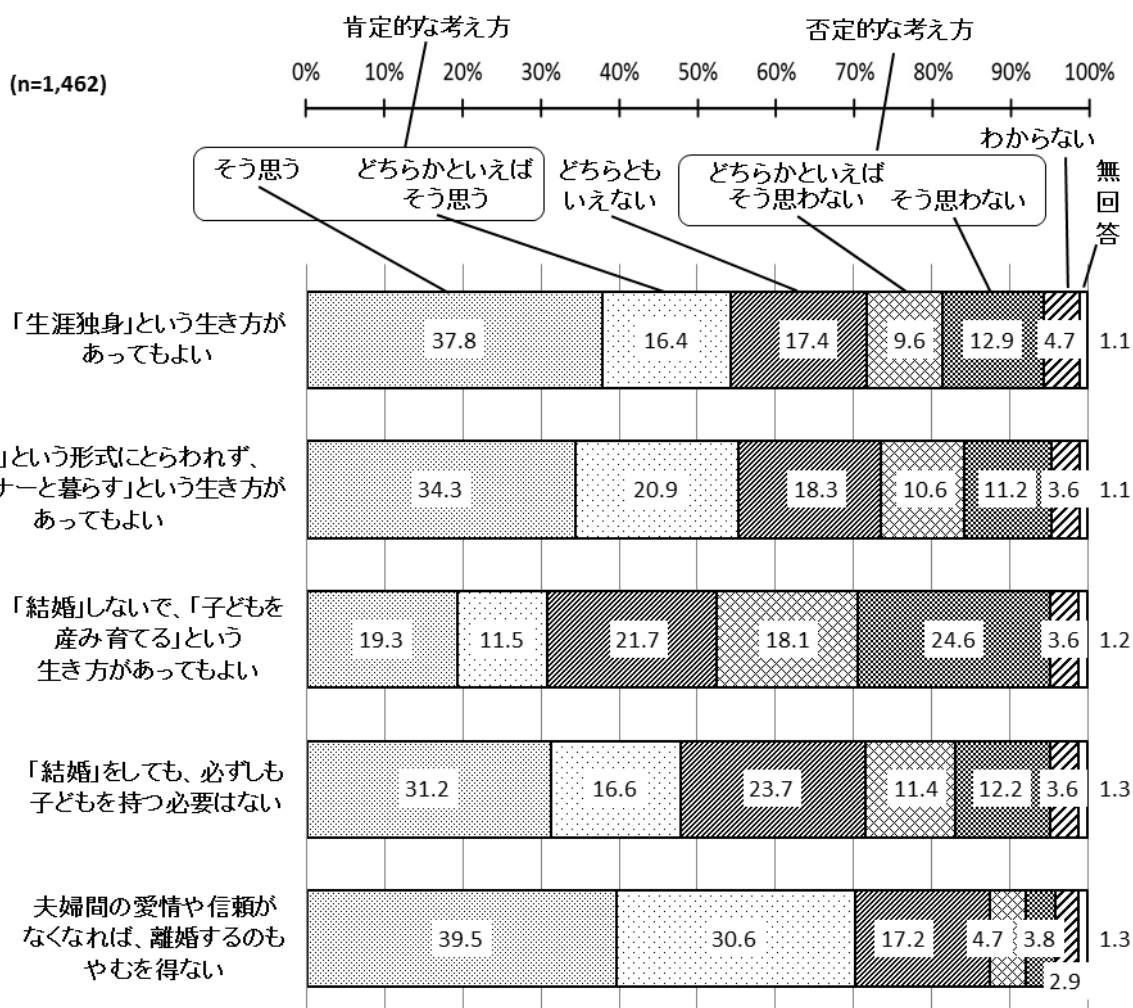 肯定的な考え方
否定的な考え方
(n=1,462)
0% 10% 20% 30% 40% 50% 60% 70% 80% 90% 100%
わからない
そう思う
どちらかといえば
そう思う
どちらとも
いえない
どちらかといえば
そう思わない
そう思わない
無回答
「生涯独身」という生き方が
あってもよい
37.8 16.4 17.4 9.6 12.9 4.7 1.1
」という形式にとらわれず、
ナーと暮らす」という生き方が
あってもよい
34.3 20.9 18.3 10.6 11.2 3.6 1.1
「結婚」しないで、「子どもを
産み育てる」という
生き方があってもよい
19.3 11.5 21.7 18.1 24.6 3.6 1.2
「結婚」をしても、必ずしも
子どもを持つ必要はない
31.2 16.6 23.7 11.4 12.2 3.6 1.3
夫婦間の愛情や信頼が
なくなれば、離婚するのも
やむを得ない
39.5 30.6 17.2 4.7 3.8 2.9 1.3